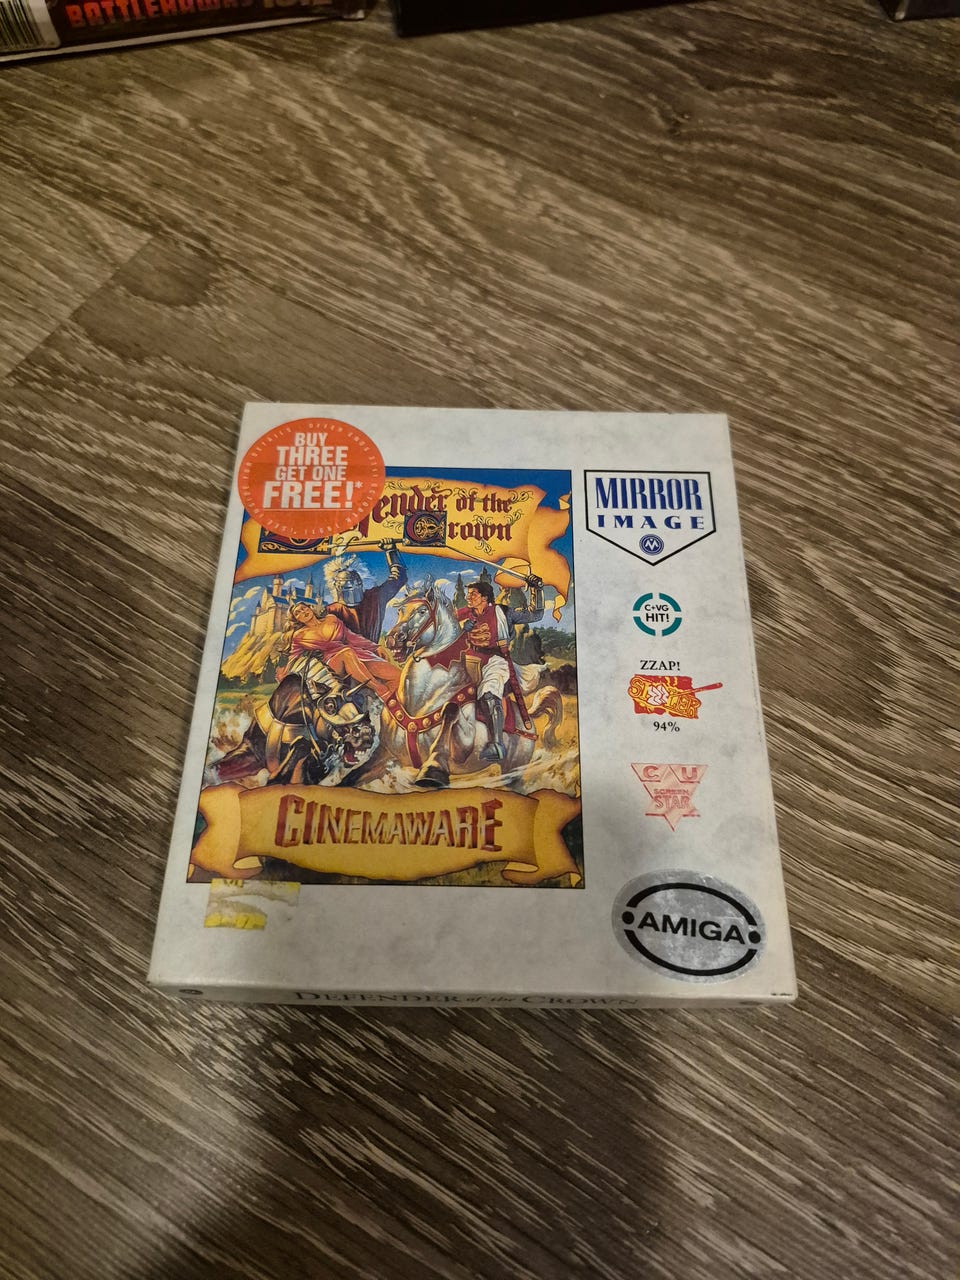 BATTLEHAWKS 1942
BUY
THREE
GET ONE
FREE!*
ender of the
Crown
MIRROR
IMAGE
C+VG
HIT!
ZZAP!
SIZZLER
94%
C U
SCREEN
STAR
CINEMAWARE
AMIGA
DEFENDER of the CROWN